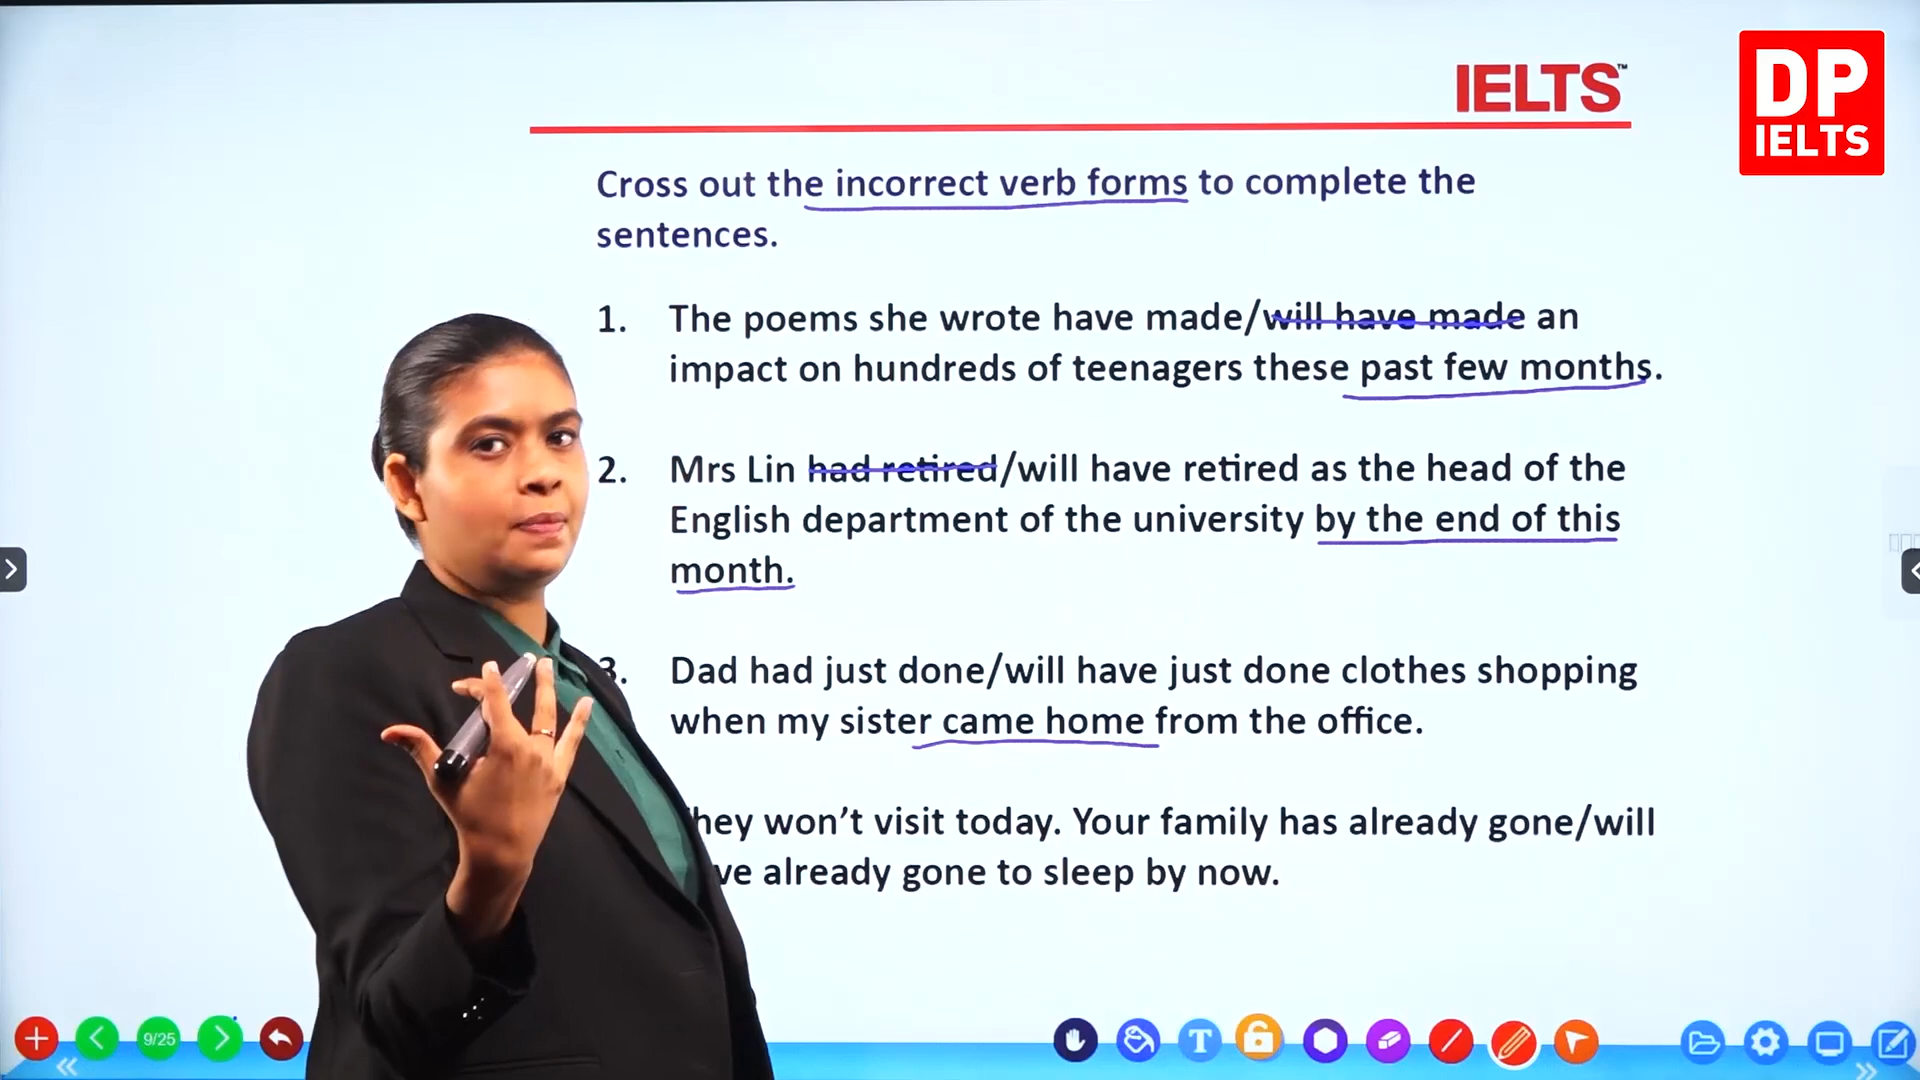 IELTS™
DP
IELTS
Cross out the incorrect verb forms to complete the
sentences.
1. The poems she wrote have made/will have made an
impact on hundreds of teenagers these past few months.
2. Mrs Lin had retired/will have retired as the head of the
English department of the university by the end of this
month.
3. Dad had just done/will have just done clothes shopping
when my sister came home from the office.
hey won't visit today. Your family has already gone/will
ve already gone to sleep by now.
9/25
T